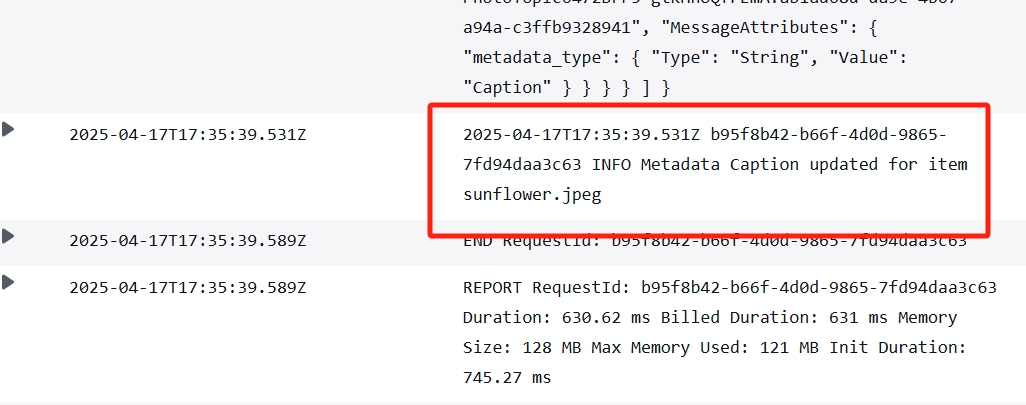 a94a-c3ffb9328941", "MessageAttributes": {
"metadata_type": { "Type": "String", "Value":
"Caption" } } } } ] }
2025-04-17T17:35:39.531Z 2025-04-17T17:35:39.531Z b95f8b42-b66f-4d0d-9865-
7fd94daa3c63 INFO Metadata Caption updated for item
sunflower.jpeg
2025-04-17T17:35:39.589Z END RequestId: b95f8b42-b66f-4d0d-9865-7fd94daa3c63
2025-04-17T17:35:39.589Z REPORT RequestId: b95f8b42-b66f-4d0d-9865-7fd94daa3c63
Duration: 630.62 ms Billed Duration: 631 ms Memory
Size: 128 MB Max Memory Used: 121 MB Init Duration:
745.27 ms